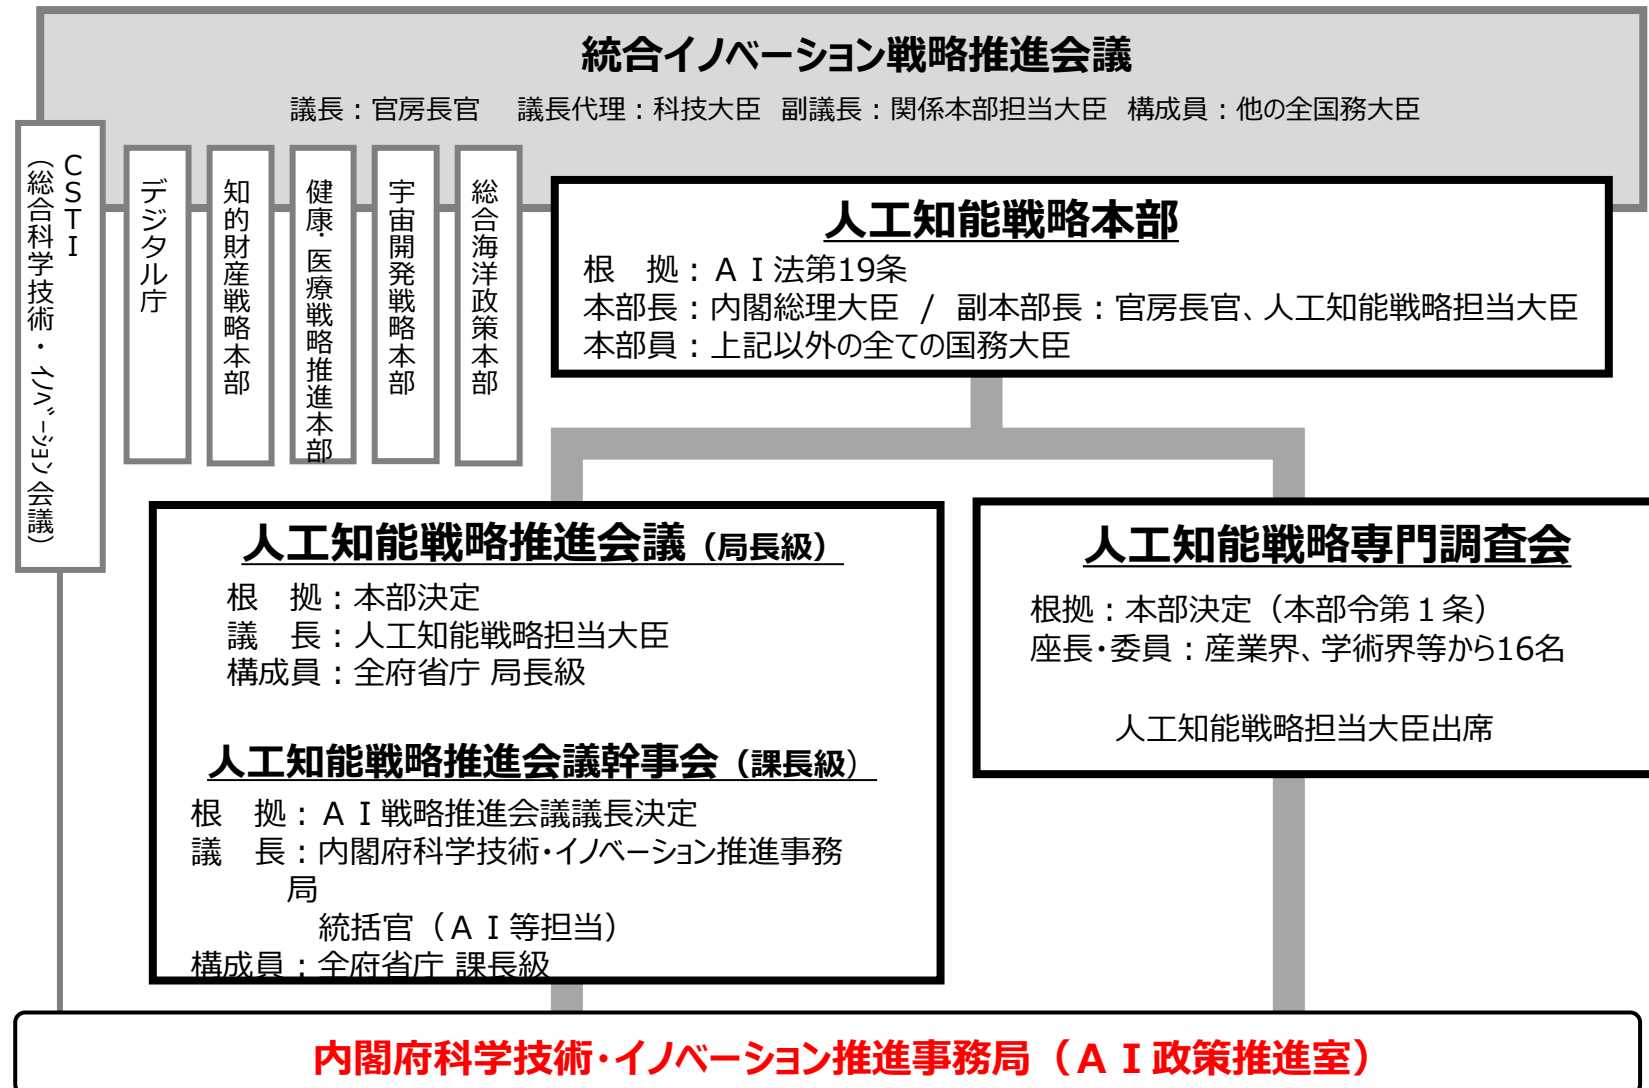 統合イノベーション戦略推進会議
議長：官房長官　議長代理：科技大臣　副議長：関係本部担当大臣　構成員：他の全国務大臣
CSTI
（総合科学技術・イノベーション会議）
デジタル庁
知的財産戦略本部
健康・医療戦略推進本部
宇宙開発戦略本部
総合海洋政策本部
人工知能戦略本部
根　拠：ＡＩ法第19条
本部長：内閣総理大臣 / 副本部長：官房長官、人工知能戦略担当大臣
本部員：上記以外の全ての国務大臣
人工知能戦略推進会議（局長級）
根　拠：本部決定
議　長：人工知能戦略担当大臣
構成員：全府省庁 局長級
人工知能戦略推進会議幹事会（課長級）
根　拠：ＡＩ戦略推進会議議長決定
議　長：内閣府科学技術・イノベーション推進事務
局
統括官（ＡＩ等担当）
構成員：全府省庁 課長級
人工知能戦略専門調査会
根拠：本部決定（本部令第１条）
座長・委員：産業界、学術界等から16名
人工知能戦略担当大臣出席
内閣府科学技術・イノベーション推進事務局（ＡＩ政策推進室）